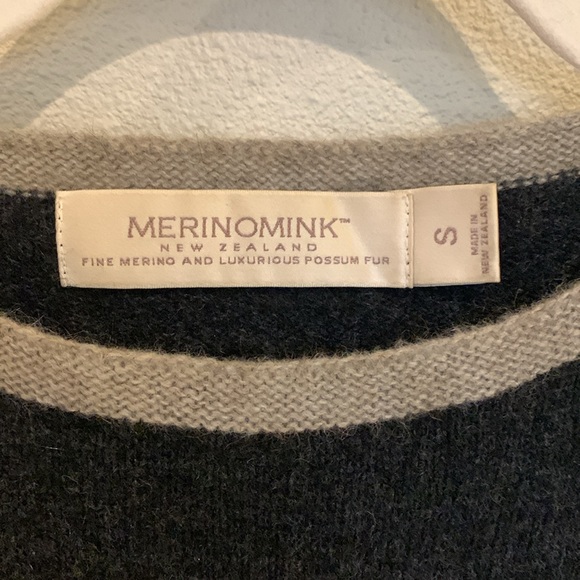 MERINOMINK™
NEW ZEALAND
FINE MERINO AND LUXURIOUS POSSUM FUR
S
MADE IN
NEW ZEALAND